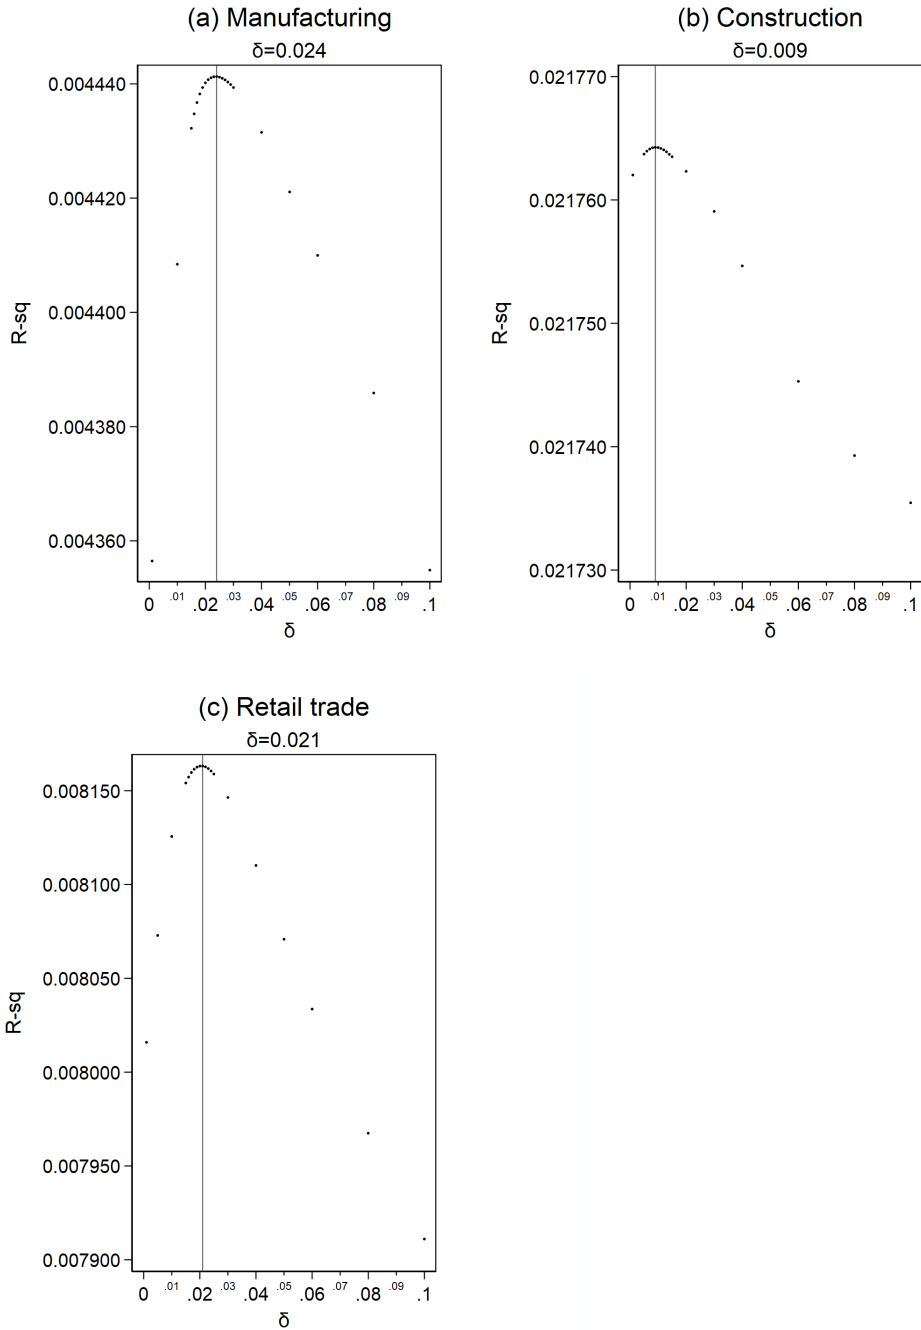 (a) Manufacturing
δ=0.024
R-sq
0.004440
0.004420
0.004400
0.004380
0.004360
0 .01 .02 .03 .04 .05 .06 .07 .08 .09 .1
δ
(b) Construction
δ=0.009
R-sq
0.021770
0.021760
0.021750
0.021740
0.021730
0 .01 .02 .03 .04 .05 .06 .07 .08 .09 .1
δ
(c) Retail trade
δ=0.021
R-sq
0.008150
0.008100
0.008050
0.008000
0.007950
0.007900
0 .01 .02 .03 .04 .05 .06 .07 .08 .09 .1
δ